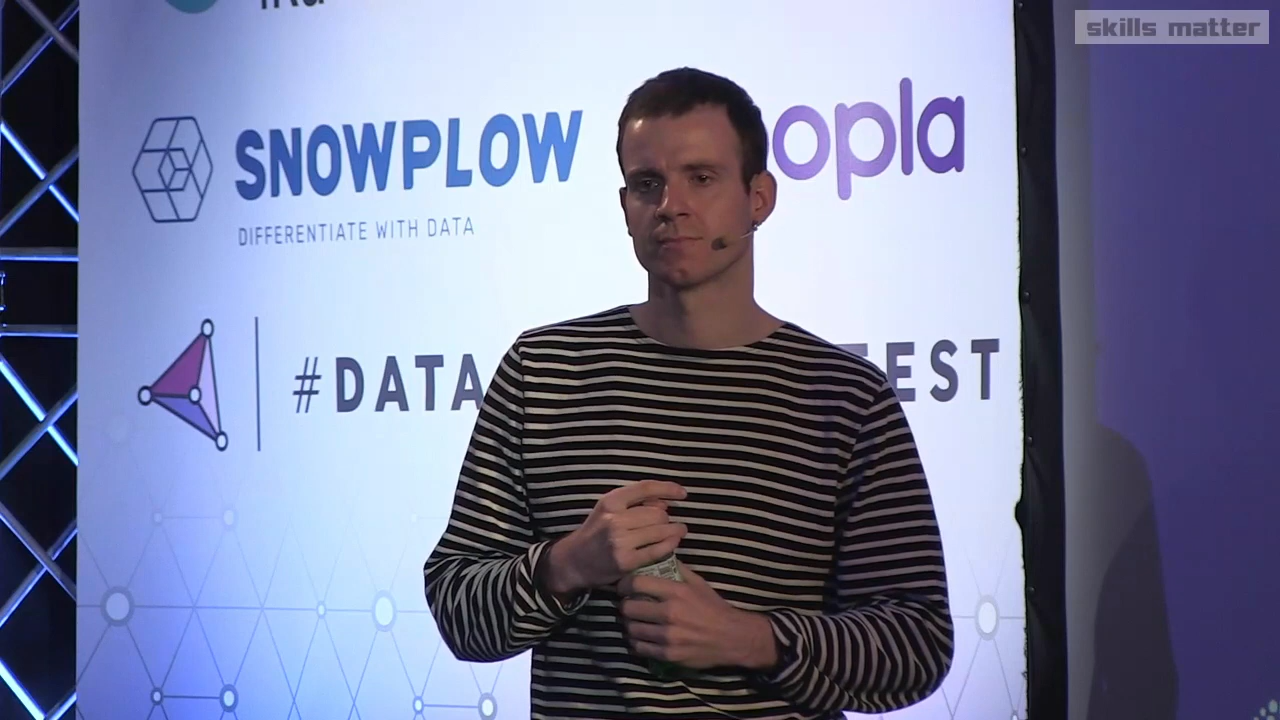 skills matter
SNOWPLOW
DIFFERENTIATE WITH DATA
opla
#DATA EST